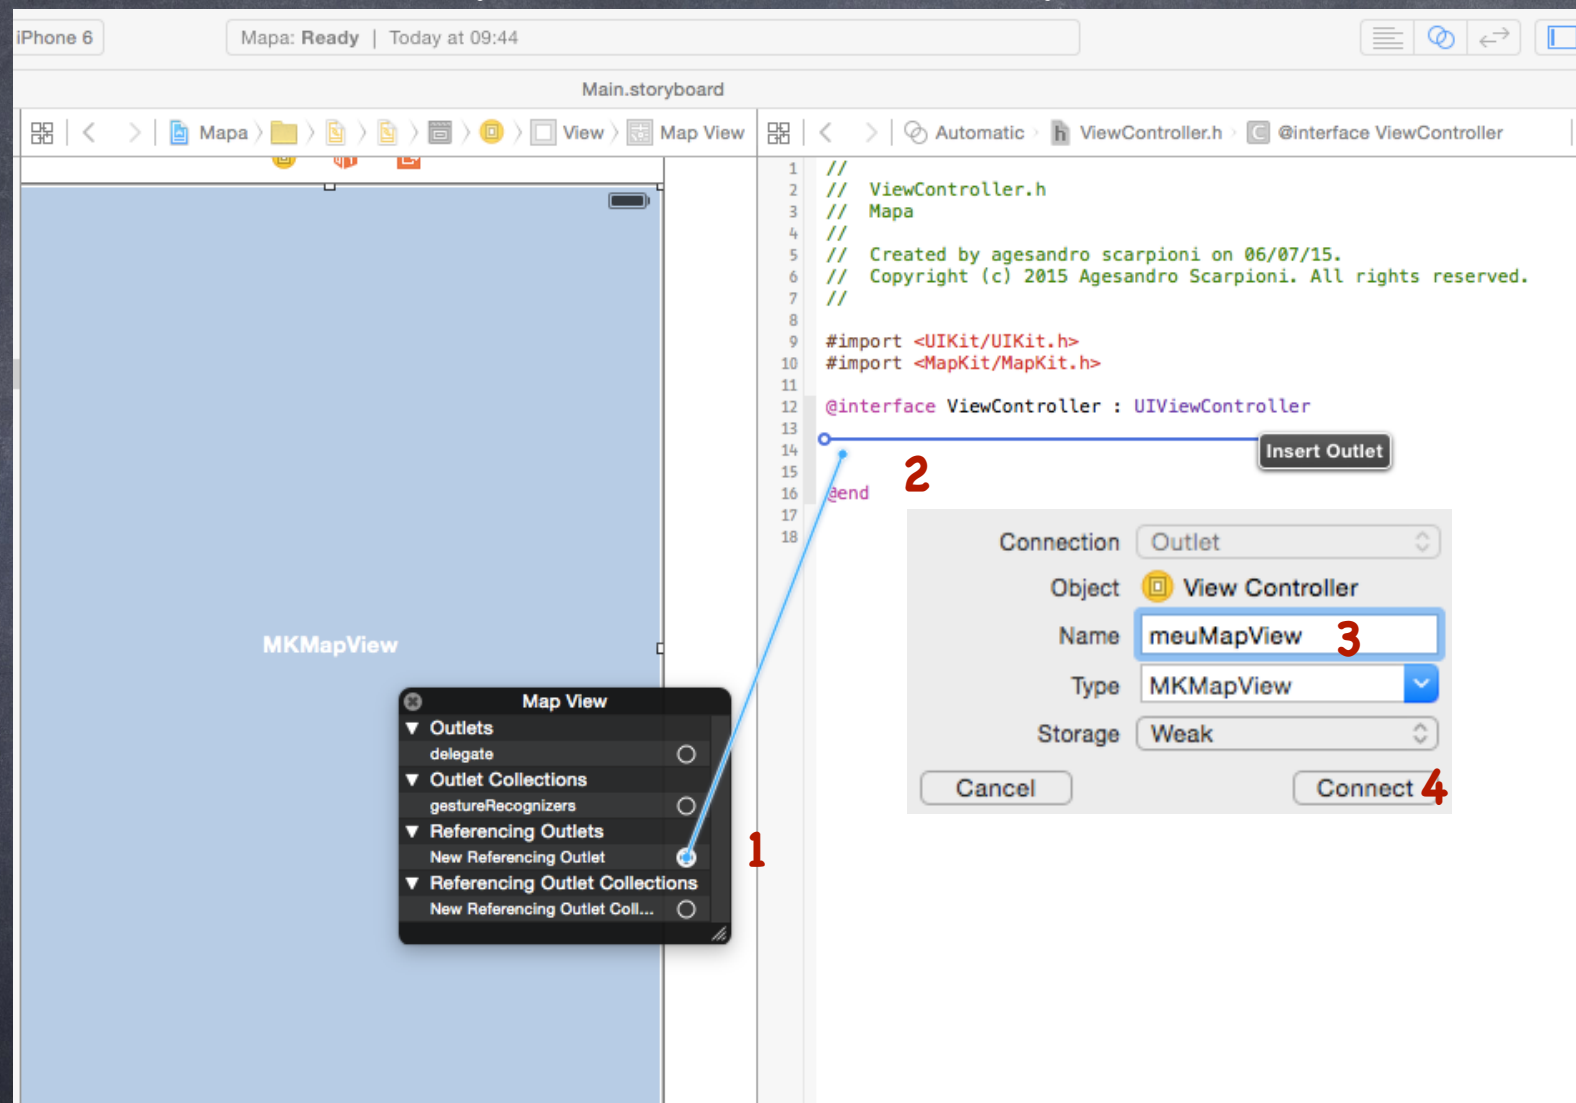 iPhone 6
Mapa: Ready | Today at 09:44
Main.storyboard
Mapa
View
Map View
Automatic
ViewController.h
@interface ViewController
1 //
2 //  ViewController.h
3 //  Mapa
4 //
5 //  Created by agesandro scarpioni on 06/07/15.
6 //  Copyright (c) 2015 Agesandro Scarpioni. All rights reserved.
7 //
8
9 #import <UIKit/UIKit.h>
10 #import <MapKit/MapKit.h>
11
12 @interface ViewController : UIViewController
13
14
Insert Outlet
15
2
16 @end
17
18
Connection Outlet
Object View Controller
Name meuMapView 3
Type MKMapView
Storage Weak
Cancel Connect 4
MKMapView
Map View
Outlets
delegate
Outlet Collections
gestureRecognizers
Referencing Outlets
New Referencing Outlet
1
Referencing Outlet Collections
New Referencing Outlet Coll...